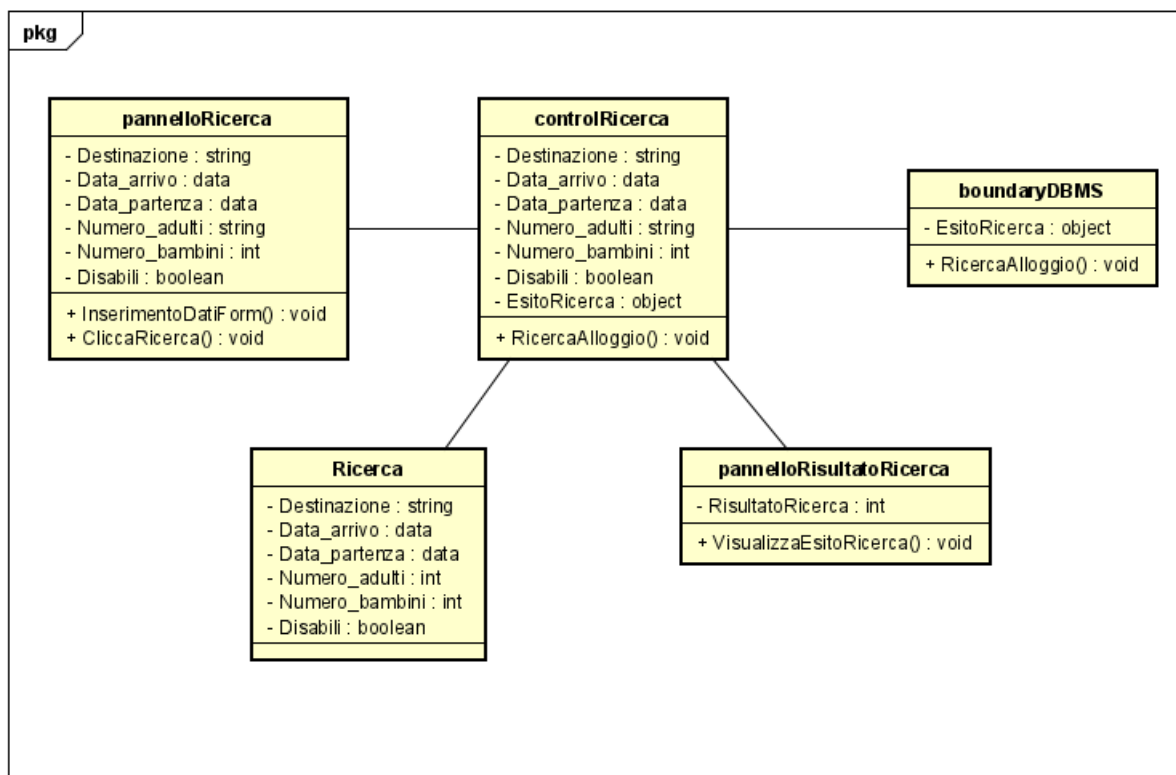 pkg
pannelloRicerca
- Destinazione : string
- Data_arrivo : data
- Data_partenza : data
- Numero_adulti : string
- Numero_bambini : int
- Disabili : boolean
+ InserimentoDatiForm() : void
+ CliccaRicerca() : void
controlRicerca
- Destinazione : string
- Data_arrivo : data
- Data_partenza : data
- Numero_adulti : string
- Numero_bambini : int
- Disabili : boolean
- EsitoRicerca : object
+ RicercaAlloggio() : void
boundaryDBMS
- EsitoRicerca : object
+ RicercaAlloggio() : void
Ricerca
- Destinazione : string
- Data_arrivo : data
- Data_partenza : data
- Numero_adulti : int
- Numero_bambini : int
- Disabili : boolean
pannelloRisultatoRicerca
- RisultatoRicerca : int
+ VisualizzaEsitoRicerca() : void